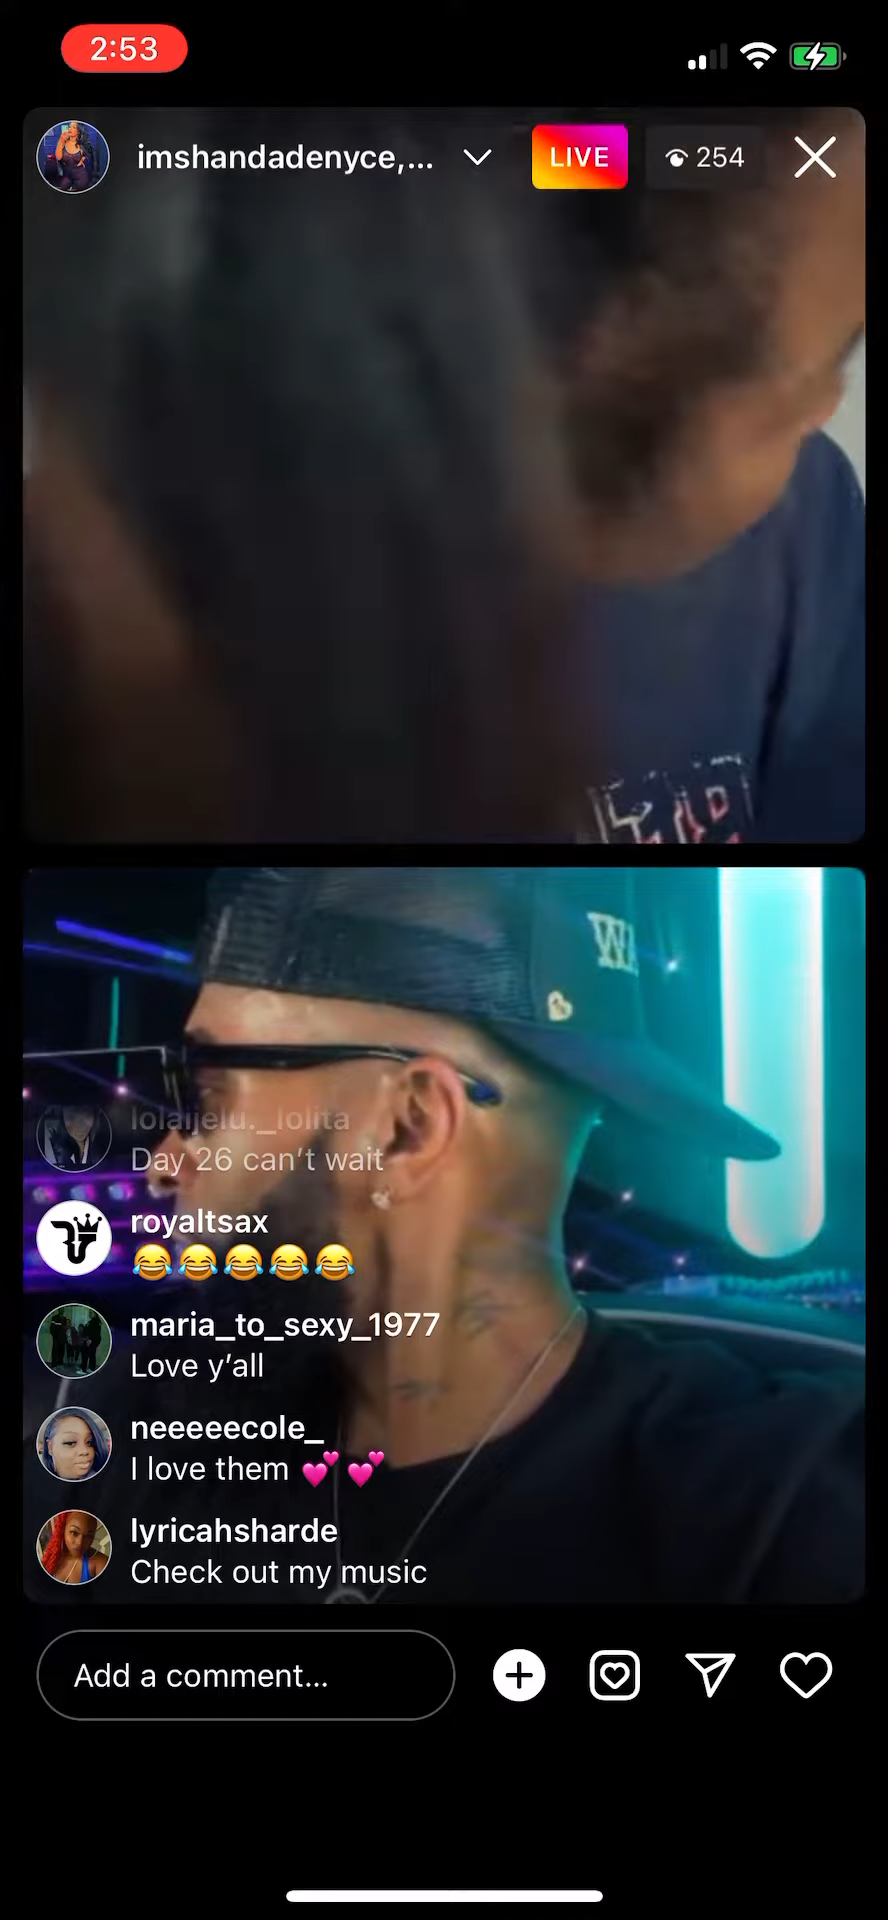 2:53
imshandadenyce,...
LIVE
254
lolaijelu._lolita
Day 26 can't wait
royaltsax
😂😂😂😂😂
maria_to_sexy_1977
Love y'all
neeeeecole_
I love them 💕 💕
lyricahsharde
Check out my music
Add a comment...